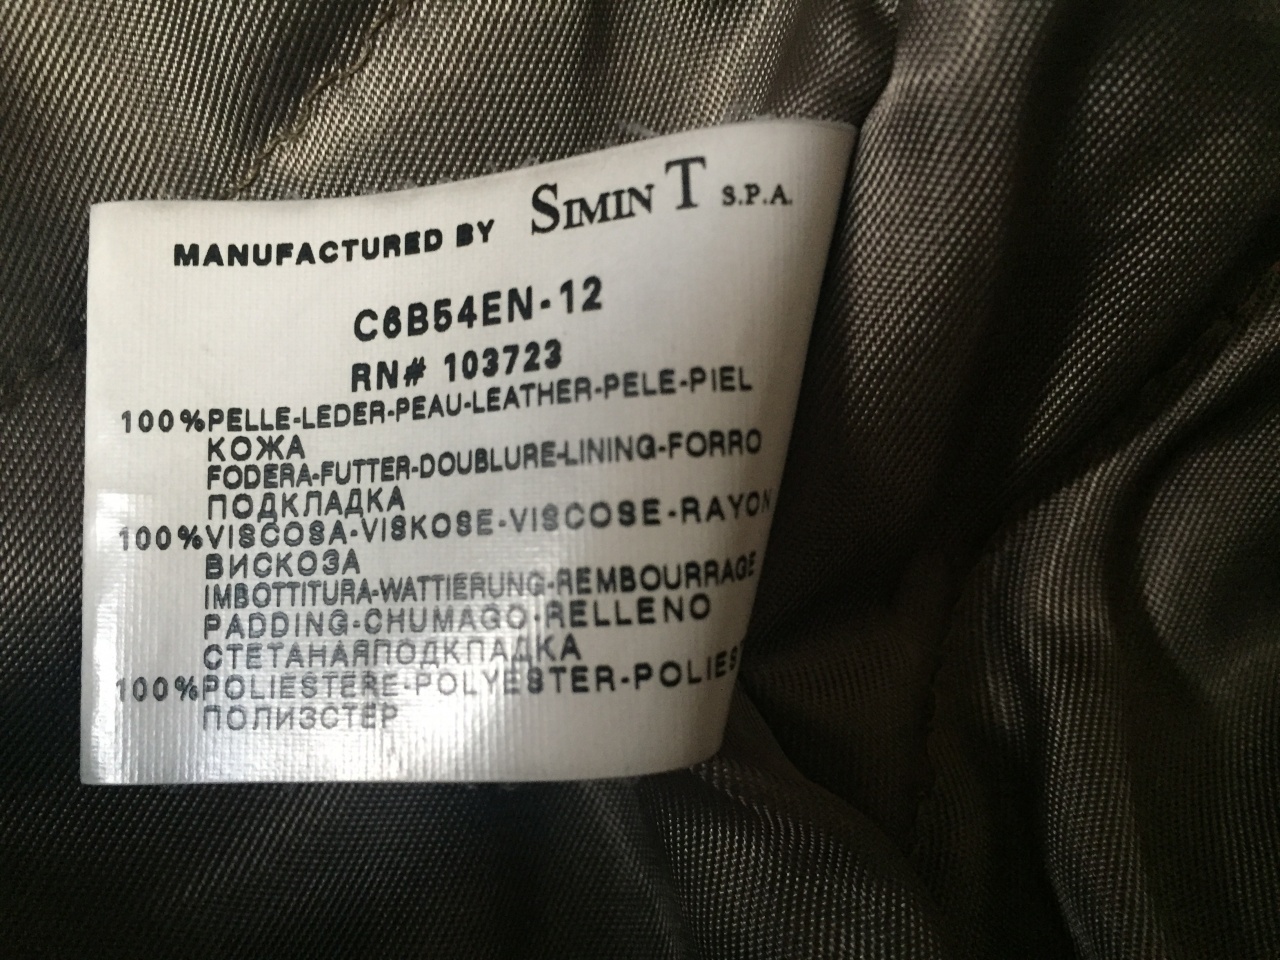 MANUFACTURED BY SIMIN T S.P.A.
C6B54EN-12
RN# 103723
100%PELLE-LEDER-PEAU-LEATHER-PELE-PIEL
КОЖА
FODERA-FUTTER-DOUBLURE-LINING-FORRO
ПОДКЛАДКА
100%VISCOSA-VISKOSE-VISCOSE-RAYON
ВИСКОЗА
IMBOTTITURA-WATTIERUNG-REMBOURRAGE
PADDING-CHUMAGO-RELLENO
СТЕТАНАЯПОДКЛАДКА
100%POLIESTERE-POLYESTER-POLIES
ПОЛИЗСТЕР